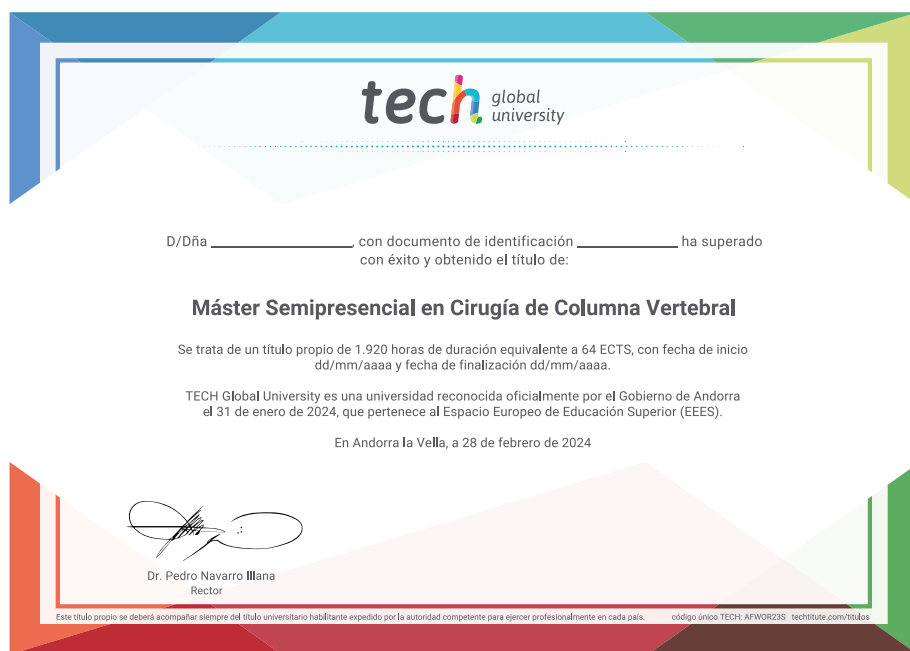 tech global
university
D/Dña ______________, con documento de identificación ______________ ha superado
con éxito y obtenido el título de:
Máster Semipresencial en Cirugía de Columna Vertebral
Se trata de un título propio de 1.920 horas de duración equivalente a 64 ECTS, con fecha de inicio
dd/mm/aaaa y fecha de finalización dd/mm/aaaa.
TECH Global University es una universidad reconocida oficialmente por el Gobierno de Andorra
el 31 de enero de 2024, que pertenece al Espacio Europeo de Educación Superior (EEES).
En Andorra la Vella, a 28 de febrero de 2024
Dr. Pedro Navarro Illana
Rector
Este título propio se deberá acompañar siempre del título universitario habilitante expedido por la autoridad competente para ejercer profesionalmente en cada país. código único TECH: AFWOR23S techtitute.com/titulos